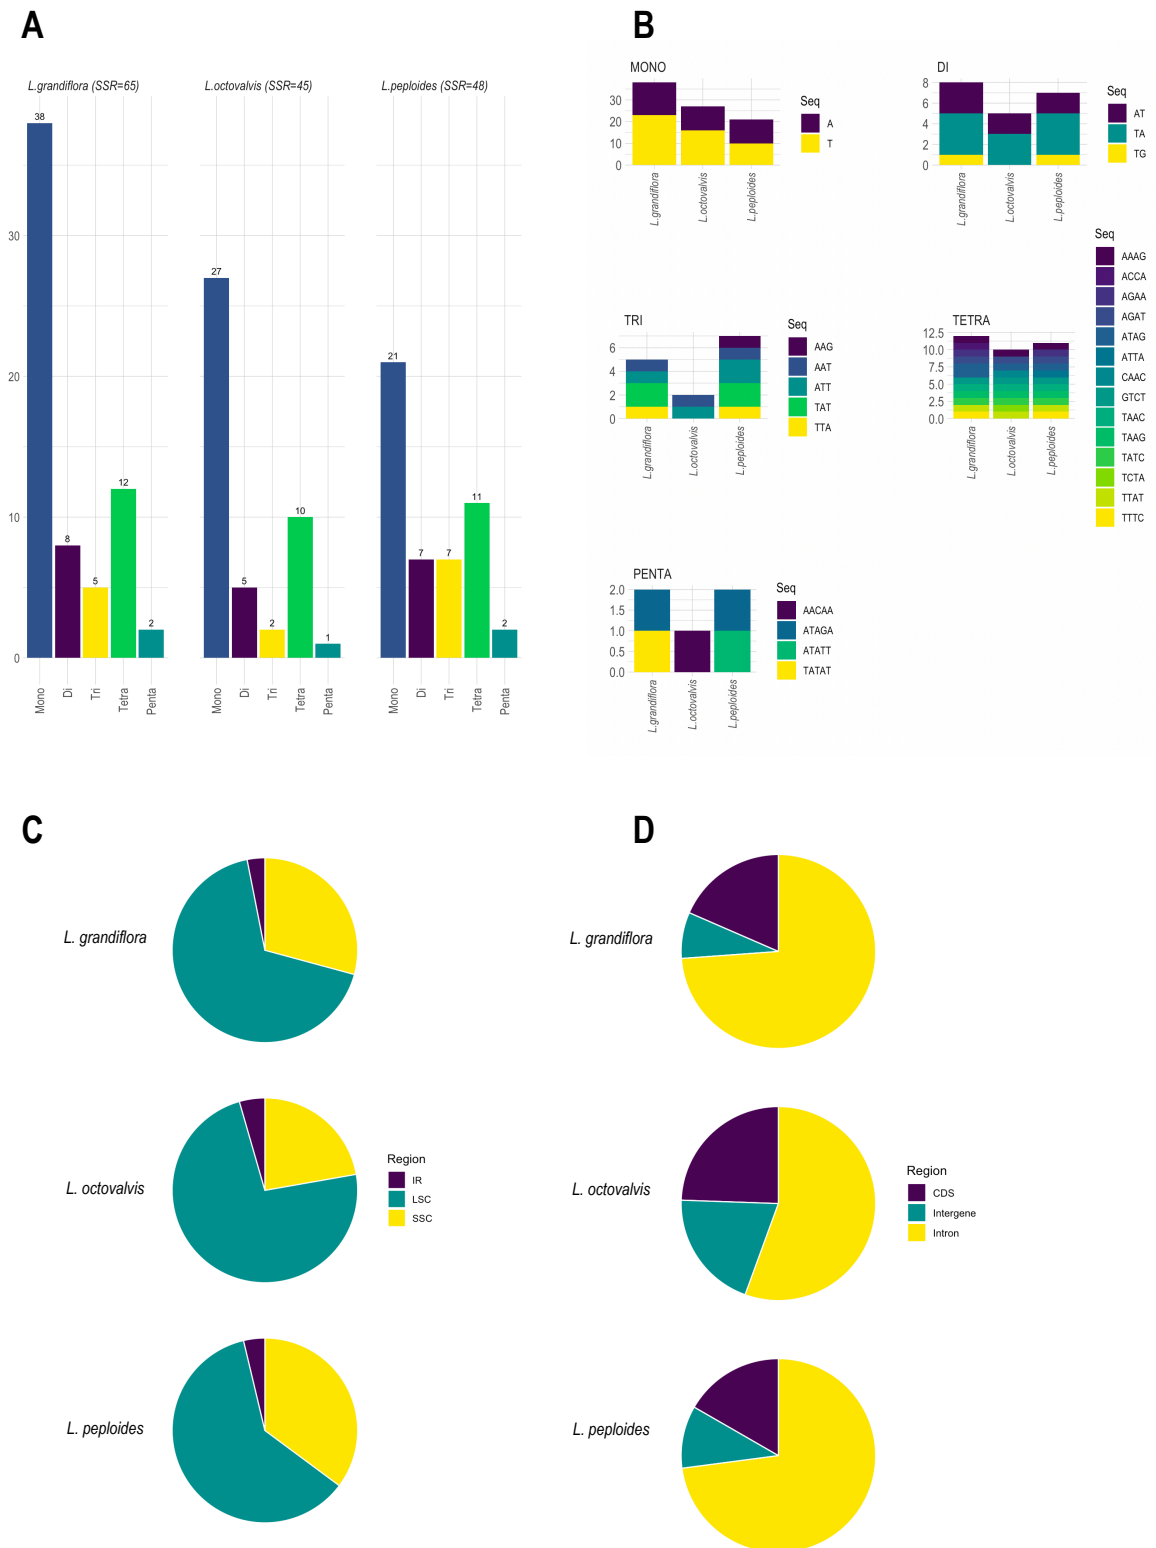 A
L.grandiflora (SSR=65)
L.octovalvis (SSR=45)
L.peploides (SSR=48)
30
20
10
0
38
8
5
12
2
27
5
2
10
1
21
7
7
11
2
Mono
Di
Tri
Tetra
Penta
Mono
Di
Tri
Tetra
Penta
Mono
Di
Tri
Tetra
Penta
B
MONO
30
20
10
0
L.grandiflora
L.octovalvis
L.peploides
Seq
A
T
DI
8
6
4
2
0
L.grandiflora
L.octovalvis
L.peploides
Seq
AT
TA
TG
TRI
6
4
2
0
L.grandiflora
L.octovalvis
L.peploides
Seq
AAG
AAT
ATT
TAT
TTA
TETRA
12.5
10.0
7.5
5.0
2.5
0.0
L.grandiflora
L.octovalvis
L.peploides
Seq
AAAG
ACCA
AGAA
AGAT
ATAG
ATTA
CAAC
GTCT
TAAC
TAAG
TATC
TCTA
TTAT
TTTC
PENTA
2.0
1.5
1.0
0.5
0.0
L.grandiflora
L.octovalvis
L.peploides
Seq
AACAA
ATAGA
ATATT
TATAT
C
L. grandiflora
L. octovalvis
L. peploides
Region
IR
LSC
SSC
D
L. grandiflora
L. octovalvis
L. peploides
Region
CDS
Intergene
Intron